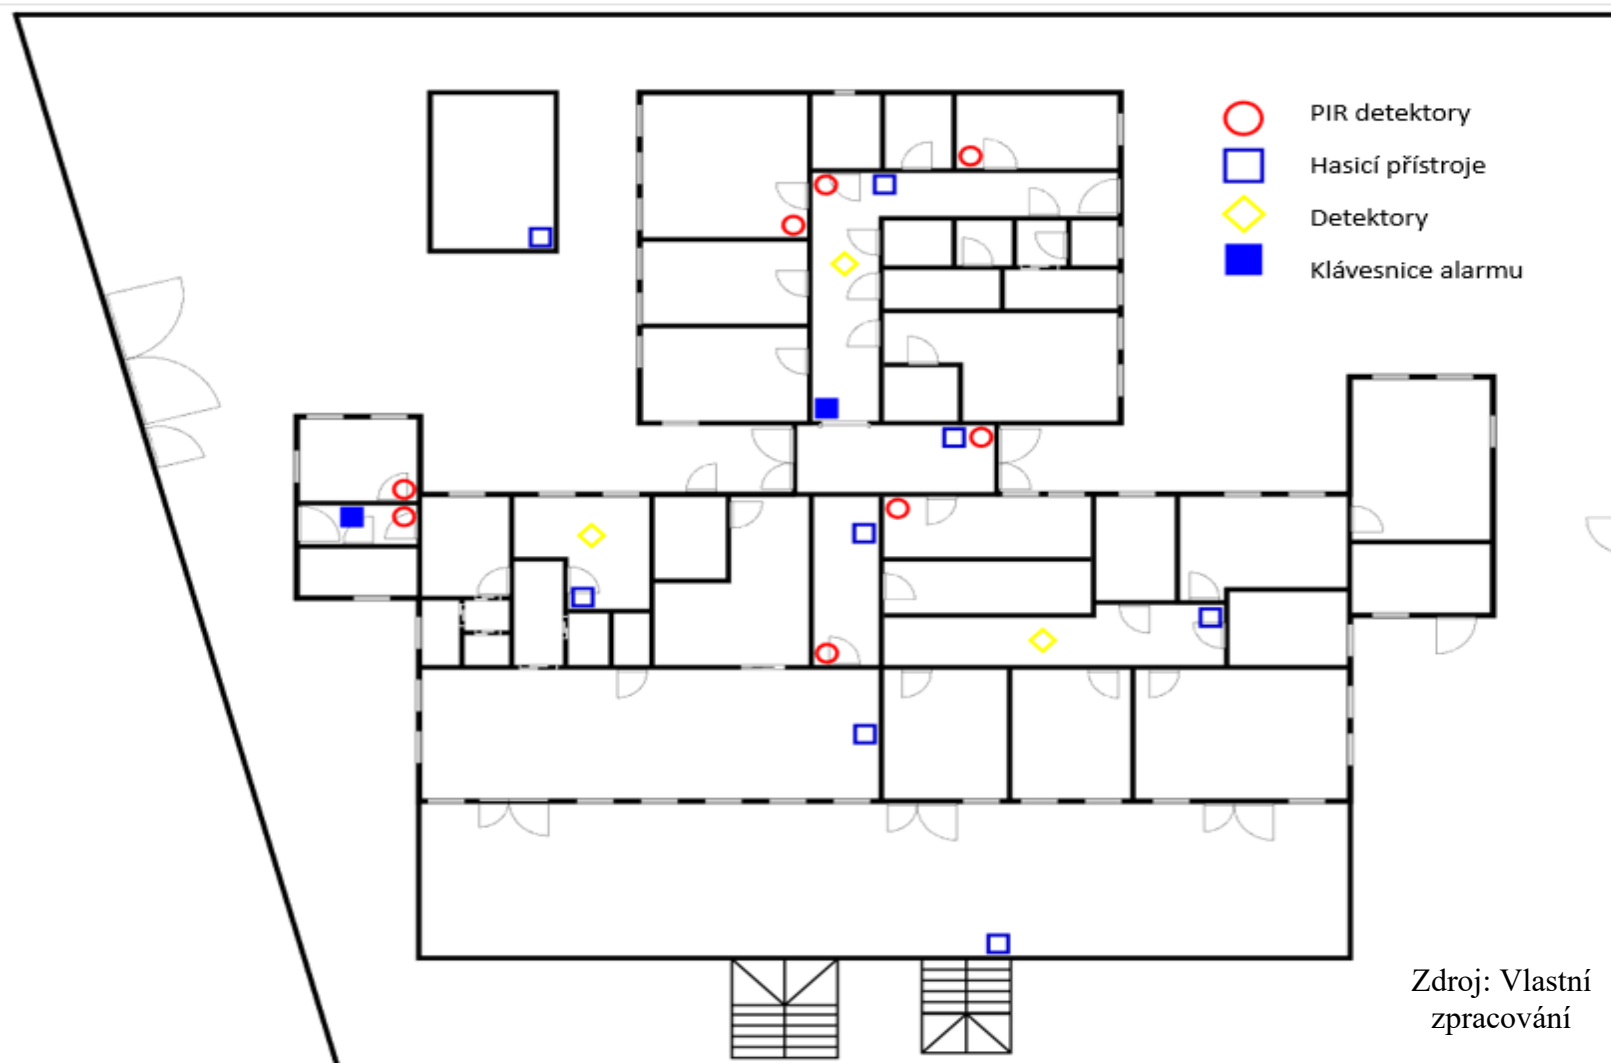 PIR detektory
Hasicí přístroje
Detektory
Klávesnice alarmu
Zdroj: Vlastní
zpracování